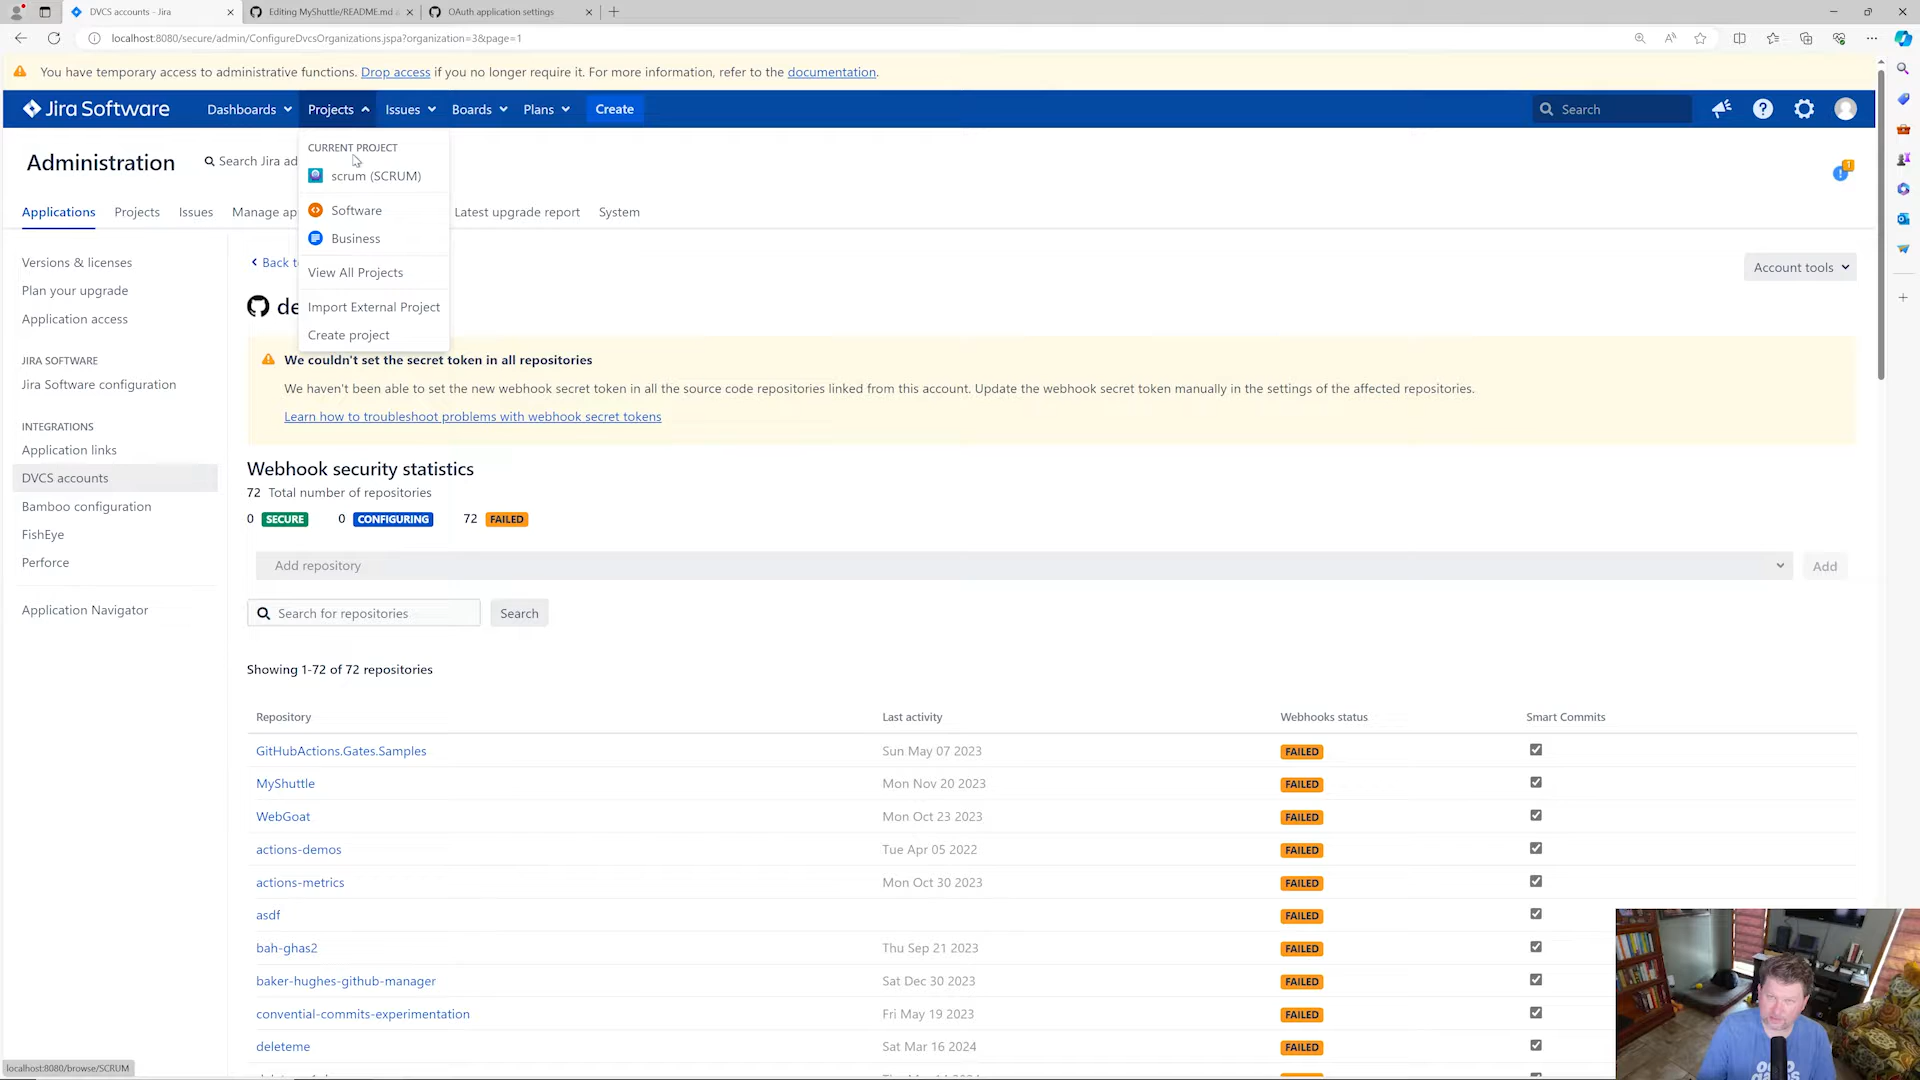 DVCS accounts - Jira
Editing MyShuttle/README.md
OAuth application settings
localhost:8080/secure/admin/ConfigureDvcsOrganizations.jspa?organization=3&page=1
You have temporary access to administrative functions. Drop access if you no longer require it. For more information, refer to the documentation.
Jira Software
Dashboards
Projects
Issues
Boards
Plans
Create
Search
CURRENT PROJECT
scrum (SCRUM)
Software
Business
View All Projects
Import External Project
Create project
Administration
Search Jira ad
Applications
Projects
Issues
Manage ap
Latest upgrade report
System
Versions & licenses
Plan your upgrade
Application access
JIRA SOFTWARE
Jira Software configuration
INTEGRATIONS
Application links
DVCS accounts
Bamboo configuration
FishEye
Perforce
Application Navigator
Back t
Account tools
de
We couldn't set the secret token in all repositories
We haven't been able to set the new webhook secret token in all the source code repositories linked from this account. Update the webhook secret token manually in the settings of the affected repositories.
Learn how to troubleshoot problems with webhook secret tokens
Webhook security statistics
72 Total number of repositories
0 SECURE 0 CONFIGURING 72 FAILED
Add repository
Add
Search for repositories
Search
Showing 1-72 of 72 repositories
Repository Last activity Webhooks status Smart Commits
GitHubActions.Gates.Samples Sun May 07 2023 FAILED
MyShuttle Mon Nov 20 2023 FAILED
WebGoat Mon Oct 23 2023 FAILED
actions-demos Tue Apr 05 2022 FAILED
actions-metrics Mon Oct 30 2023 FAILED
asdf FAILED
bah-ghas2 Thu Sep 21 2023 FAILED
baker-hughes-github-manager Sat Dec 30 2023 FAILED
convential-commits-experimentation Fri May 19 2023 FAILED
deleteme Sat Mar 16 2024 FAILED
localhost:8080/browse/SCRUM